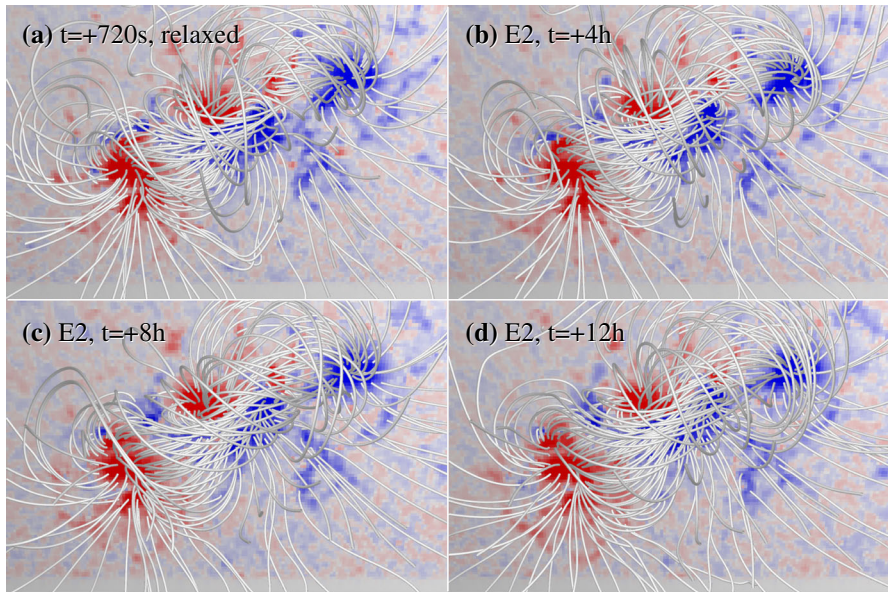 (a) t=+720s, relaxed
(b) E2, t=+4h
(c) E2, t=+8h
(d) E2, t=+12h